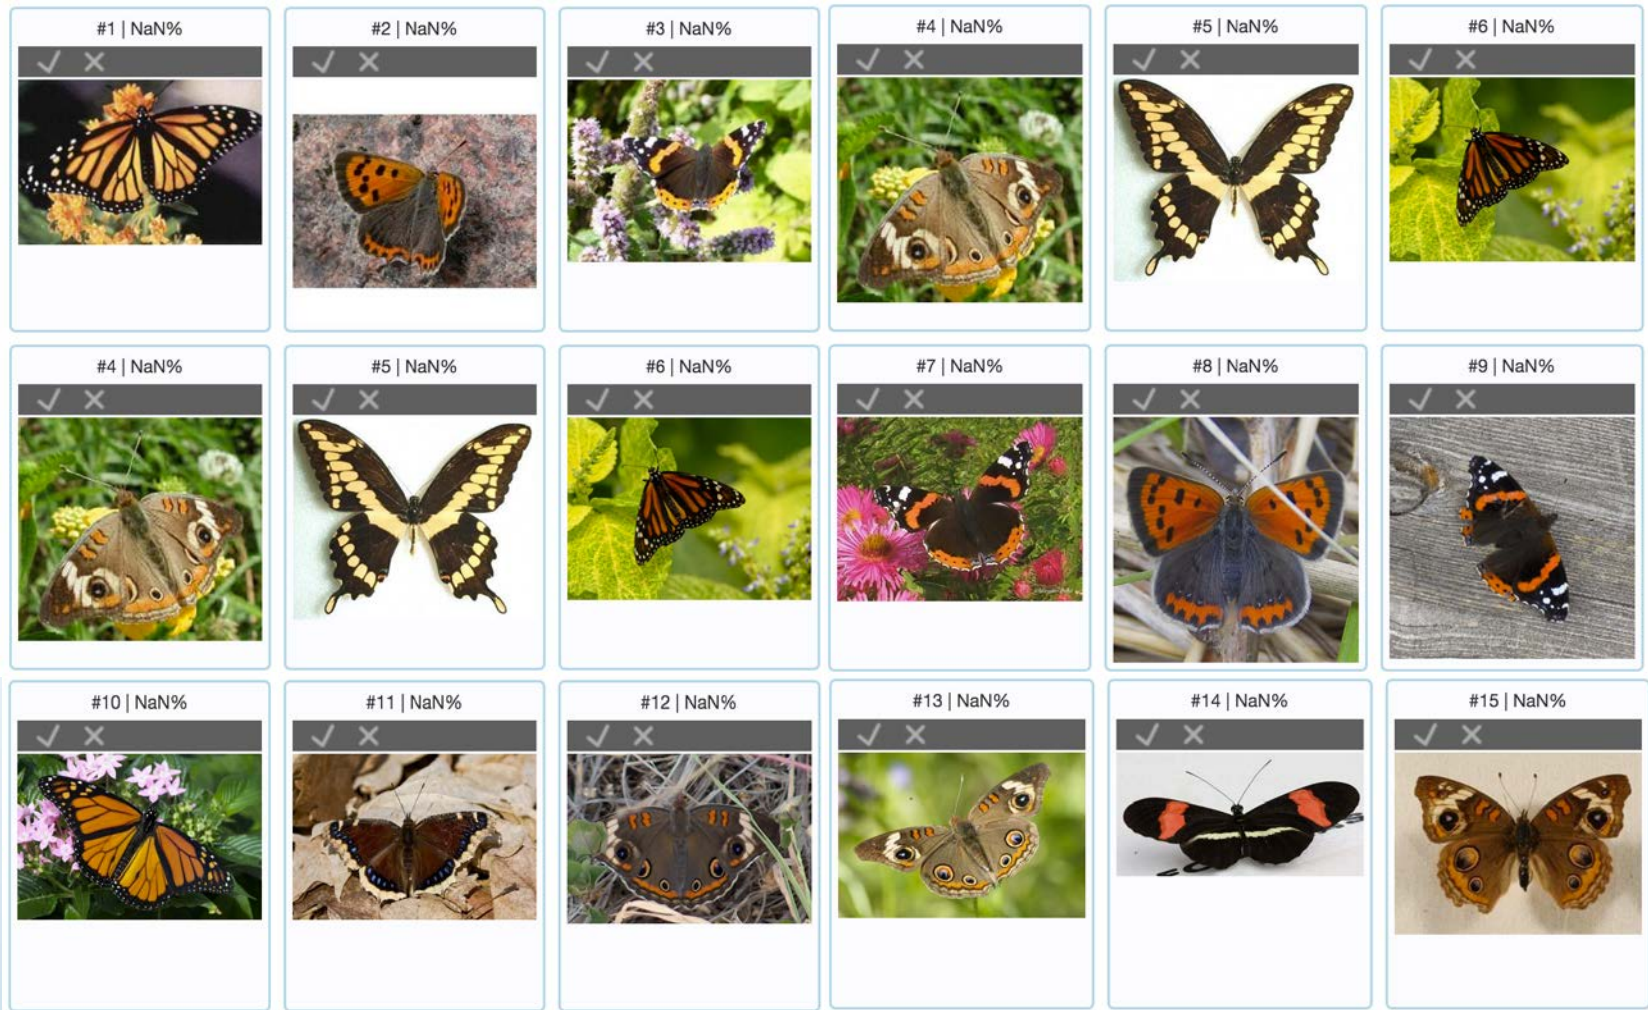 #1 | NaN%
#2 | NaN%
#3 | NaN%
#4 | NaN%
#5 | NaN%
#6 | NaN%
#4 | NaN%
#5 | NaN%
#6 | NaN%
#7 | NaN%
#8 | NaN%
#9 | NaN%
#10 | NaN%
#11 | NaN%
#12 | NaN%
#13 | NaN%
#14 | NaN%
#15 | NaN%